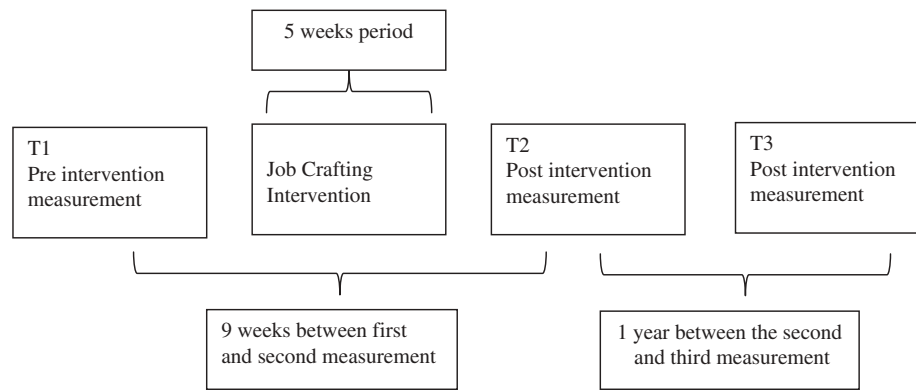 5 weeks period
T1
Pre intervention
measurement
Job Crafting
Intervention
T2
Post intervention
measurement
T3
Post intervention
measurement
9 weeks between first
and second measurement
1 year between the second
and third measurement